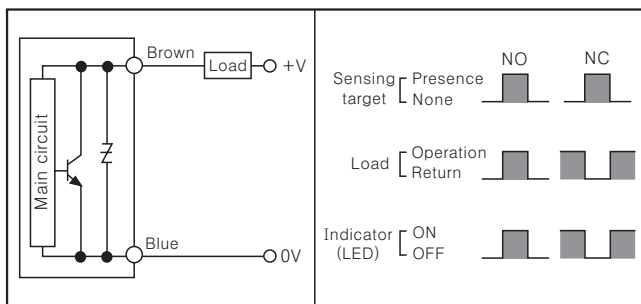 Main circuit
Brown
Load
+V
Blue
0V
NO NC
Sensing target Presence
None
Load Operation
Return
Indicator (LED) ON
OFF